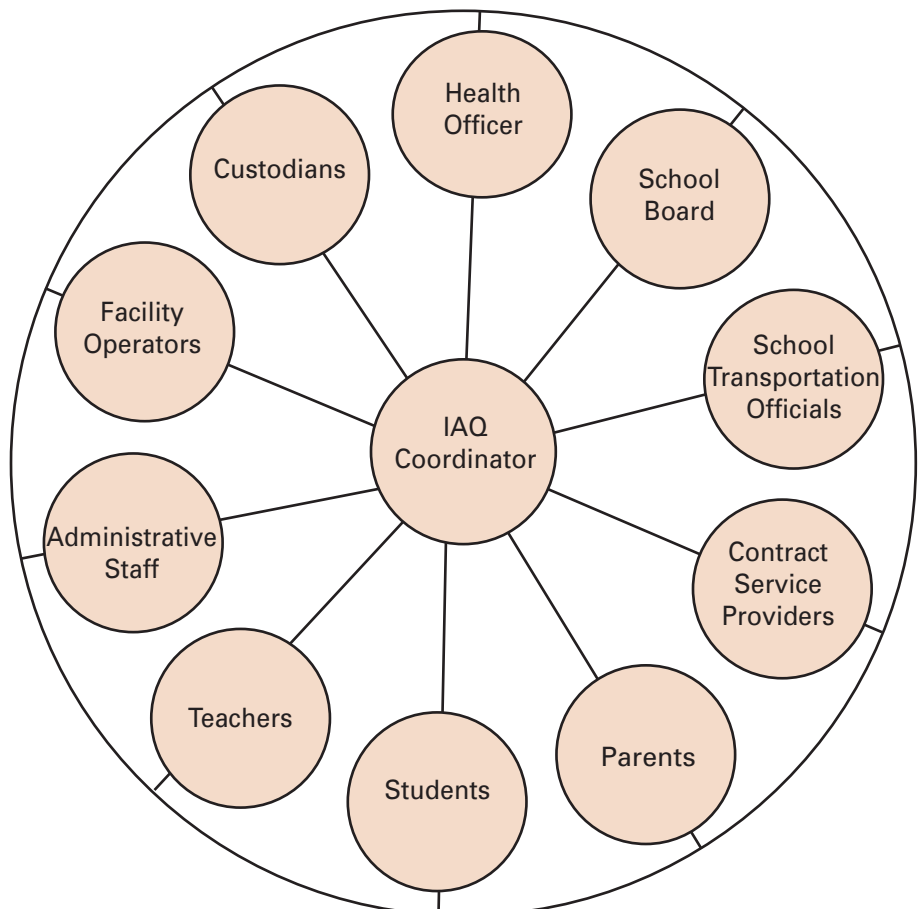 Health
Officer
School
Board
School
Transportation
Officials
Contract
Service
Providers
Parents
Students
Teachers
Administrative
Staff
Facility
Operators
Custodians
IAQ
Coordinator